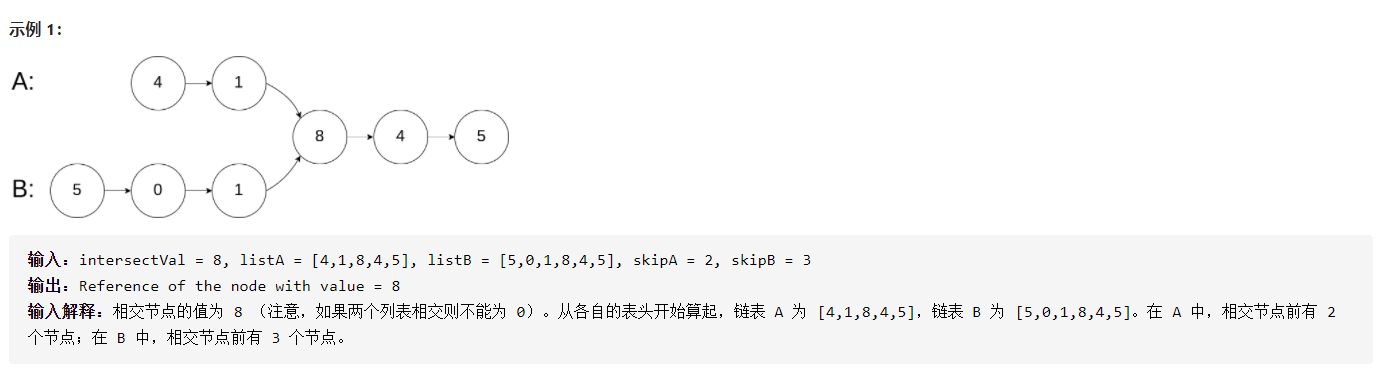 示例 1：
A: 4 1
8 4 5
B: 5 0 1
输入：intersectVal = 8, listA = [4,1,8,4,5], listB = [5,0,1,8,4,5], skipA = 2, skipB = 3
输出：Reference of the node with value = 8
输入解释：相交节点的值为 8 （注意，如果两个列表相交则不能为 0）。从各自的表头开始算起，链表 A 为 [4,1,8,4,5]，链表 B 为 [5,0,1,8,4,5]。在 A 中，相交节点前有 2
个节点；在 B 中，相交节点前有 3 个节点。